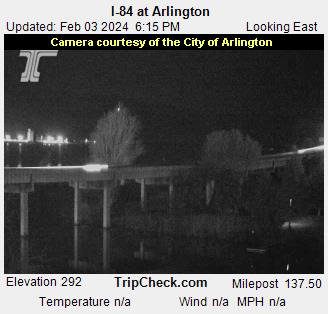 I-84 at Arlington
Updated: Feb 03 2024 6:15 PM Looking East
Camera courtesy of the City of Arlington
Elevation 292 TripCheck.com Milepost 137.50
Temperature n/a Wind n/a MPH n/a